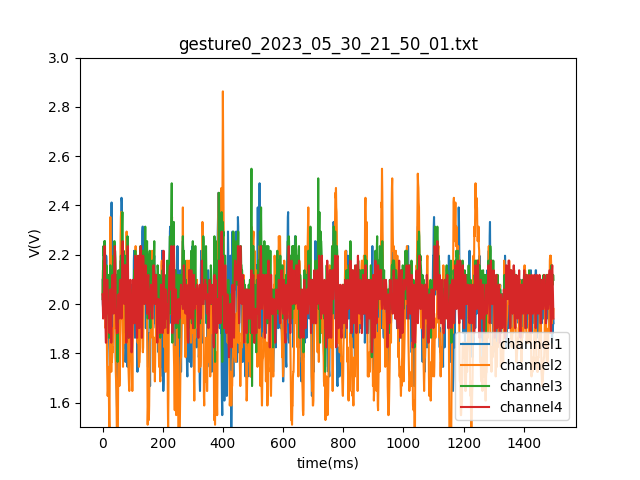 gesture0_2023_05_30_21_50_01.txt
3.0
2.8
2.6
2.4
2.2
2.0
1.8
1.6
V(V)
channel1
channel2
channel3
channel4
0 200 400 600 800 1000 1200 1400
time(ms)